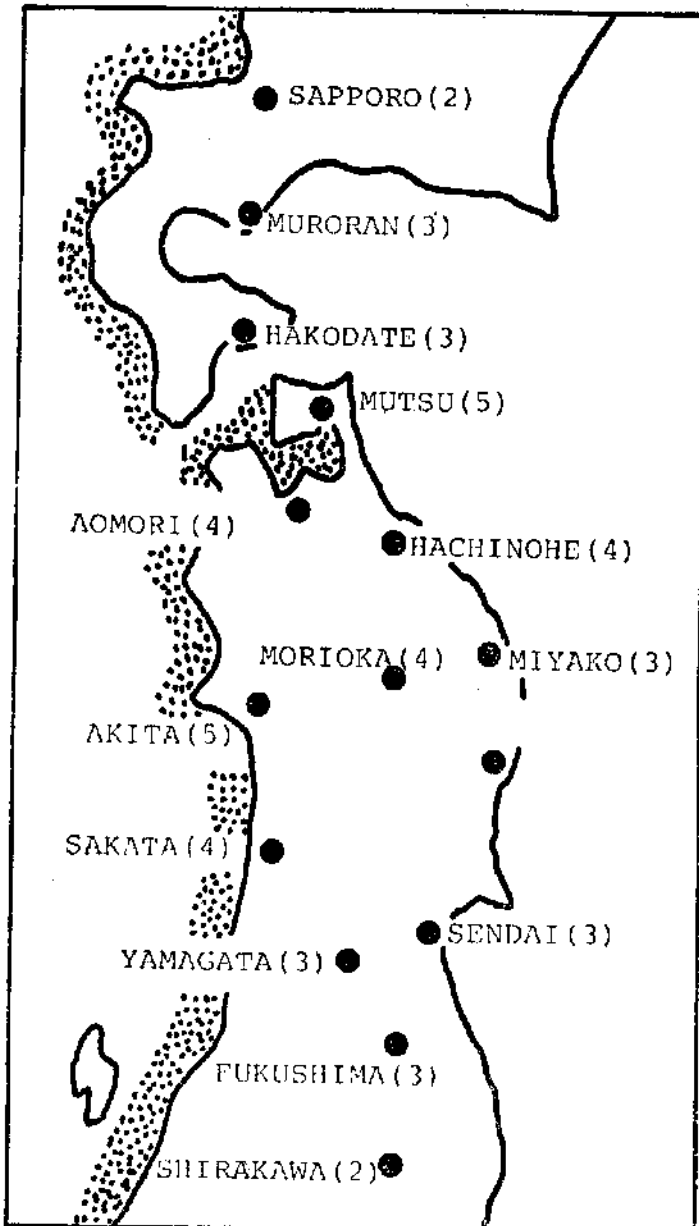 SAPPORO(2)
MURORAN(3)
HAKODATE(3)
MUTSU(5)
AOMORI(4)
HACHINOHE(4)
MORIOKA(4)
MIYAKO(3)
AKITA(5)
SAKATA(4)
SENDAI(3)
YAMAGATA(3)
FUKUSHIMA(3)
SHIRAKAWA(2)